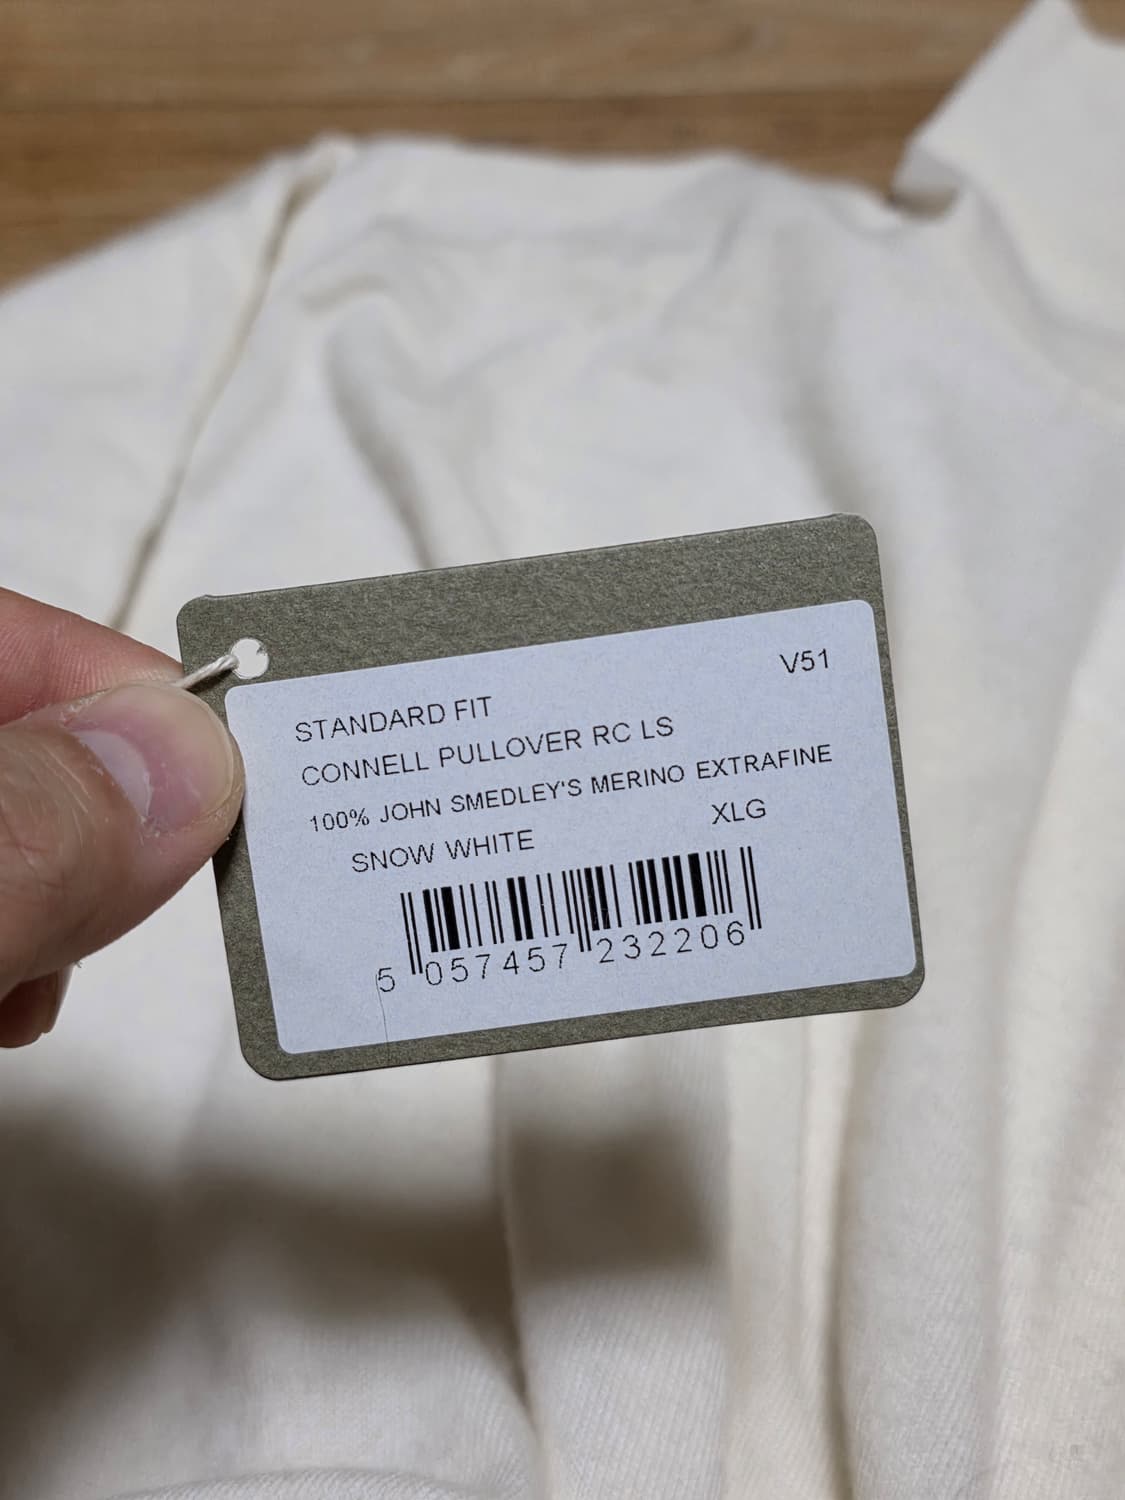 V51
STANDARD FIT
CONNELL PULLOVER RC LS
100% JOHN SMEDLEY'S MERINO EXTRAFINE
SNOW WHITE XLG
5 057457 232206